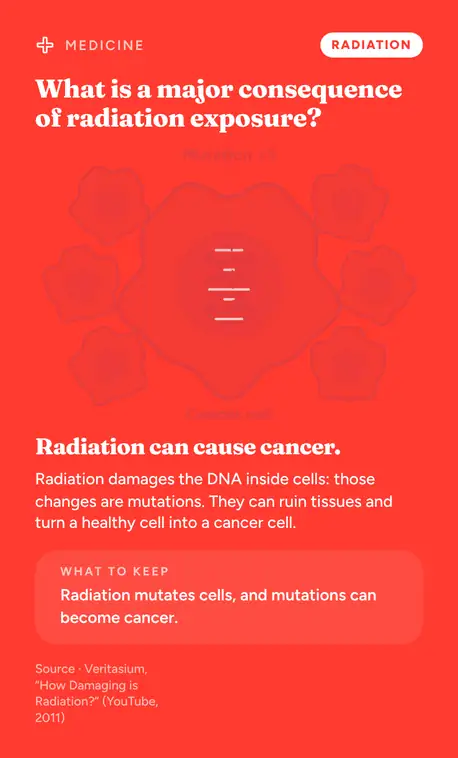 MEDICINE
RADIATION
What is a major consequence
of radiation exposure?
Radiation can cause cancer.
Radiation damages the DNA inside cells: those
changes are mutations. They can ruin tissues and
turn a healthy cell into a cancer cell.
WHAT TO KEEP
Radiation mutates cells, and mutations can
become cancer.
Source · Veritasium,
“How Damaging is
Radiation?” (YouTube,
2011)